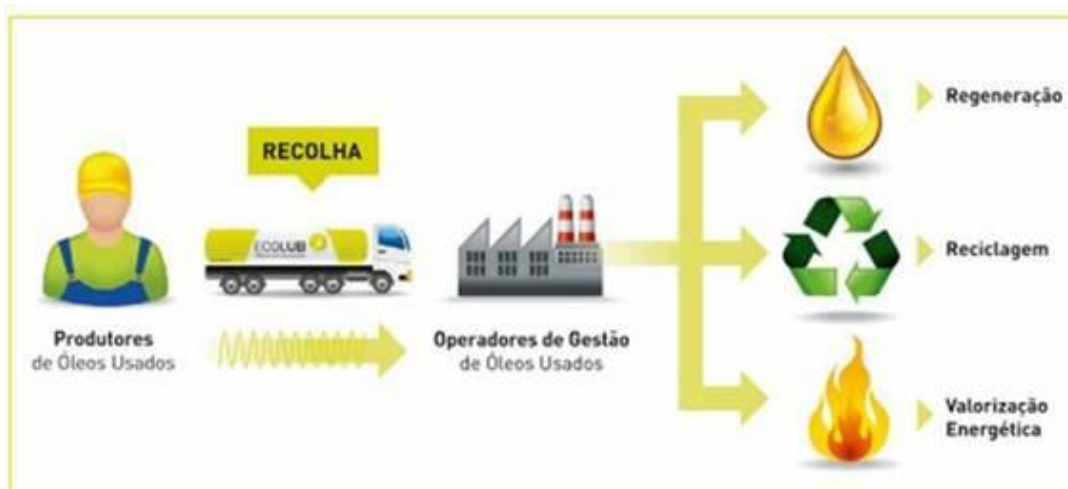 RECOLHA
ECOLUB
Produtores
de Óleos Usados
Operadores de Gestão
de Óleos Usados
Regeneração
Reciclagem
Valorização
Energética